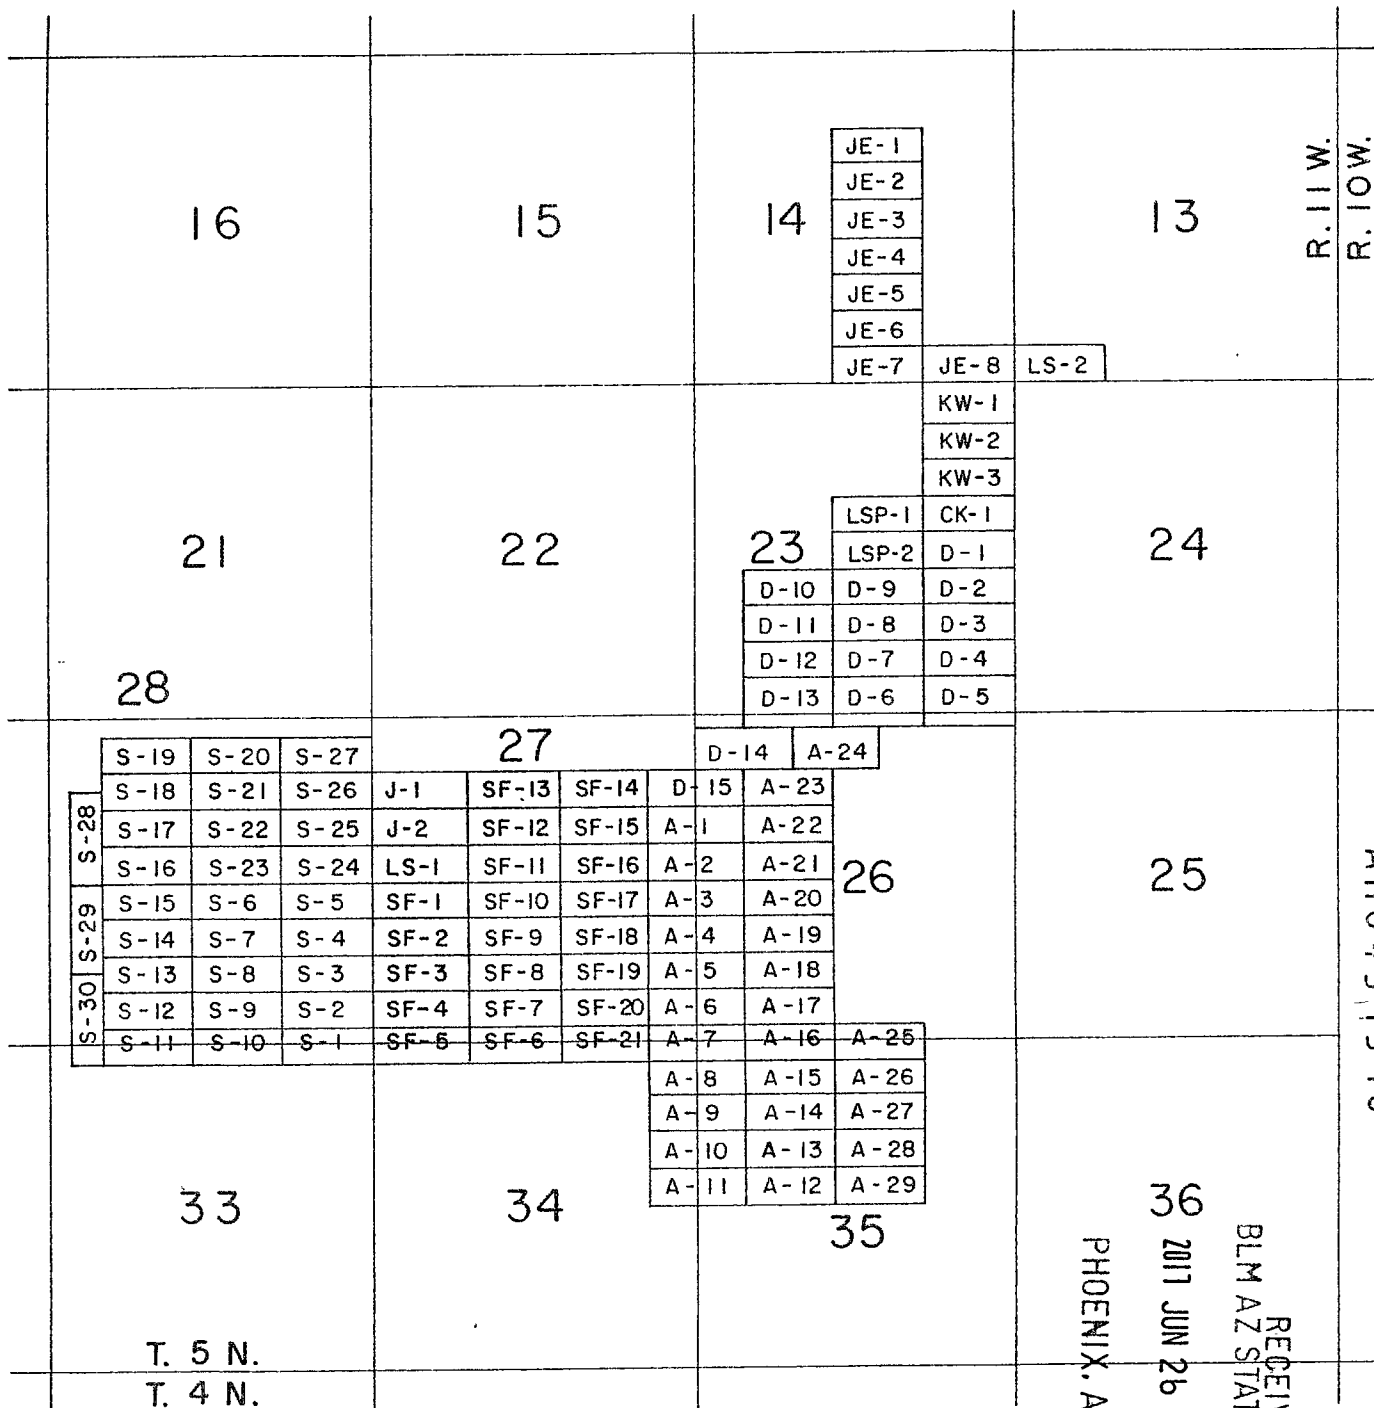 R. 11 W.
R. 10 W.
16 15 14 13
JE-1
JE-2
JE-3
JE-4
JE-5
JE-6
JE-7 JE-8 LS-2
KW-1
KW-2
KW-3
LSP-1 CK-1
21 22 23 24
LSP-2 D-1
D-10 D-9 D-2
D-11 D-8 D-3
D-12 D-7 D-4
28
D-13 D-6 D-5
27
S-19 S-20 S-27 D-14 A-24
S-18 S-21 S-26 J-1 SF-13 SF-14 D-15 A-23
S-28
S-17 S-22 S-25 J-2 SF-12 SF-15 A-1 A-22
S-16 S-23 S-24 LS-1 SF-11 SF-16 A-2 A-21
26 25
S-15 S-6 S-5 SF-1 SF-10 SF-17 A-3 A-20
S-29
S-14 S-7 S-4 SF-2 SF-9 SF-18 A-4 A-19
S-13 S-8 S-3 SF-3 SF-8 SF-19 A-5 A-18
S-30
S-12 S-9 S-2 SF-4 SF-7 SF-20 A-6 A-17
S-11 S-10 S-1 SF-5 SF-6 SF-21 A-7 A-16 A-25
A-8 A-15 A-26
A-9 A-14 A-27
A-10 A-13 A-28
A-11 A-12 A-29
33 34 35 36
T. 5 N.
T. 4 N.
BLM AZ STAT
2017 JUN 26
PHOENIX, A